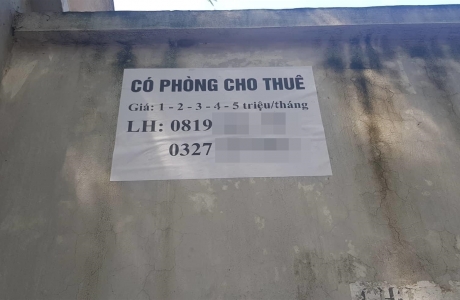 CÓ PHÒNG CHO THUÊ
Giá: 1 - 2 - 3 - 4 - 5 triệu/tháng
LH: 0819
0327